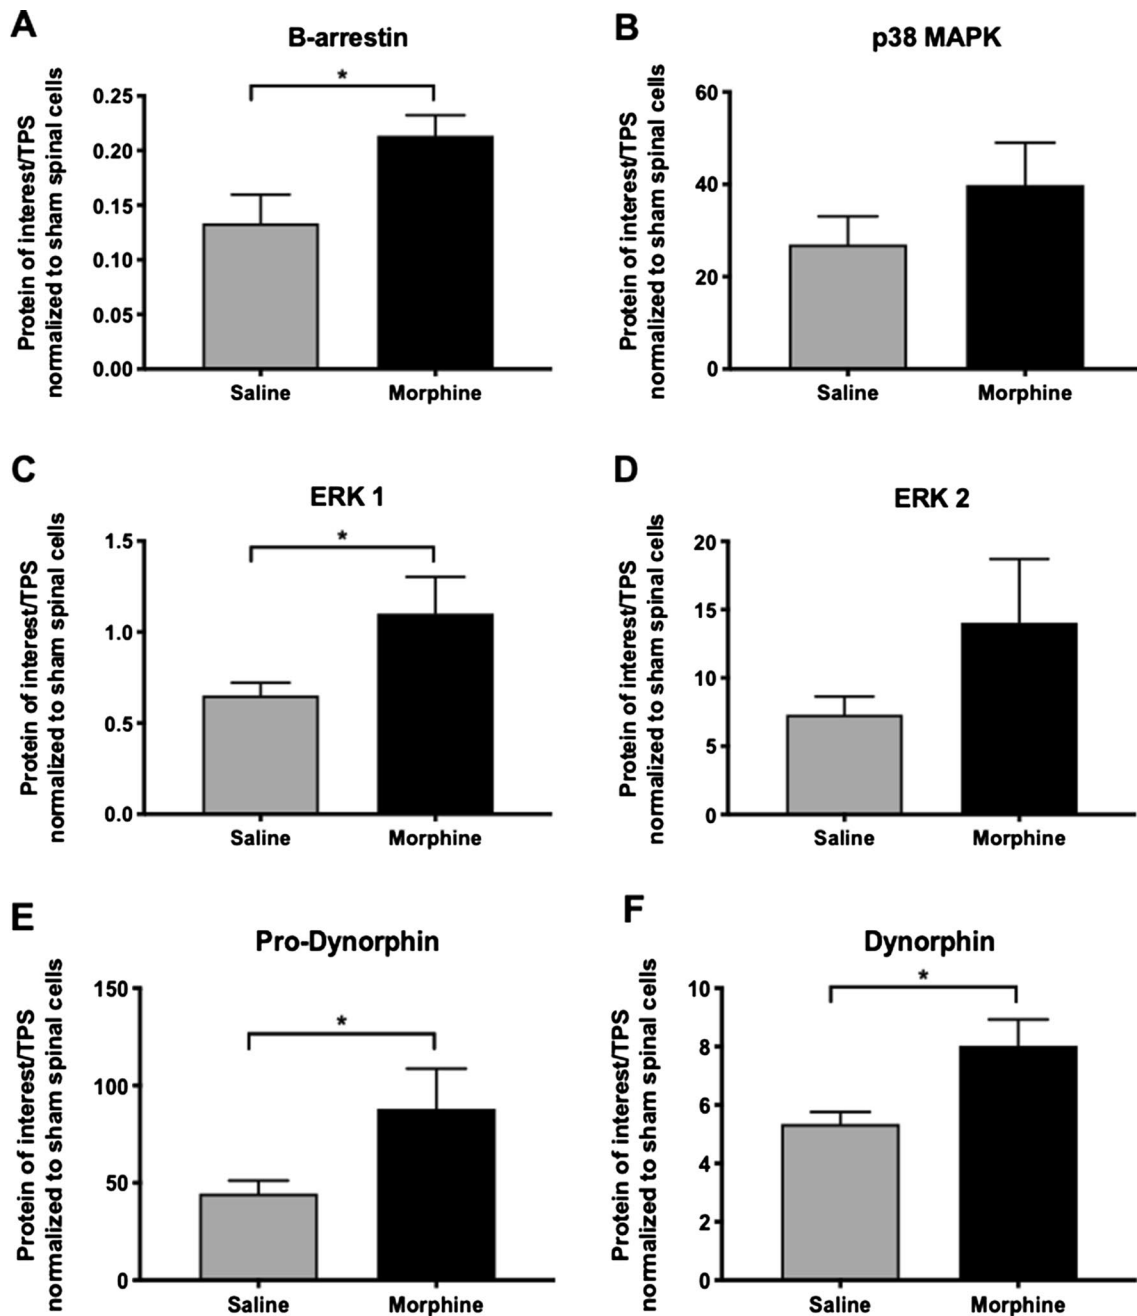 A
B-arrestin
Protein of interest/TPS
normalized to sham spinal cells
*
0.25
0.20
0.15
0.10
0.05
0.00
Saline Morphine
B
p38 MAPK
Protein of interest/TPS
normalized to sham spinal cells
60
40
20
0
Saline Morphine
C
ERK 1
Protein of interest/TPS
normalized to sham spinal cells
*
1.5
1.0
0.5
0.0
Saline Morphine
D
ERK 2
Protein of interest/TPS
normalized to sham spinal cells
20
15
10
5
0
Saline Morphine
E
Pro-Dynorphin
Protein of interest/TPS
normalized to sham spinal cells
*
150
100
50
0
Saline Morphine
F
Dynorphin
Protein of interest/TPS
normalized to sham spinal cells
*
10
8
6
4
2
0
Saline Morphine